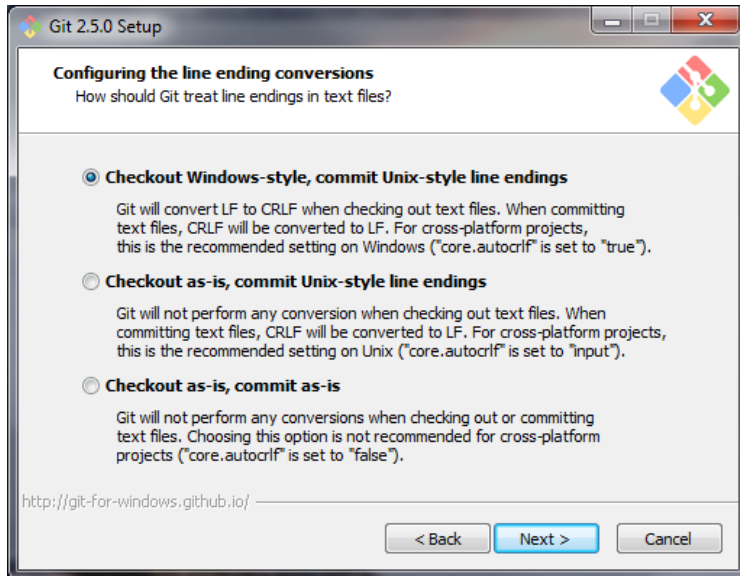 Git 2.5.0 Setup
Configuring the line ending conversions
How should Git treat line endings in text files?
Checkout Windows-style, commit Unix-style line endings
Git will convert LF to CRLF when checking out text files. When committing
text files, CRLF will be converted to LF. For cross-platform projects,
this is the recommended setting on Windows ("core.autocrlf" is set to "true").
Checkout as-is, commit Unix-style line endings
Git will not perform any conversion when checking out text files. When
committing text files, CRLF will be converted to LF. For cross-platform projects,
this is the recommended setting on Unix ("core.autocrlf" is set to "input").
Checkout as-is, commit as-is
Git will not perform any conversions when checking out or committing
text files. Choosing this option is not recommended for cross-platform
projects ("core.autocrlf" is set to "false").
http://git-for-windows.github.io/
< Back Next > Cancel